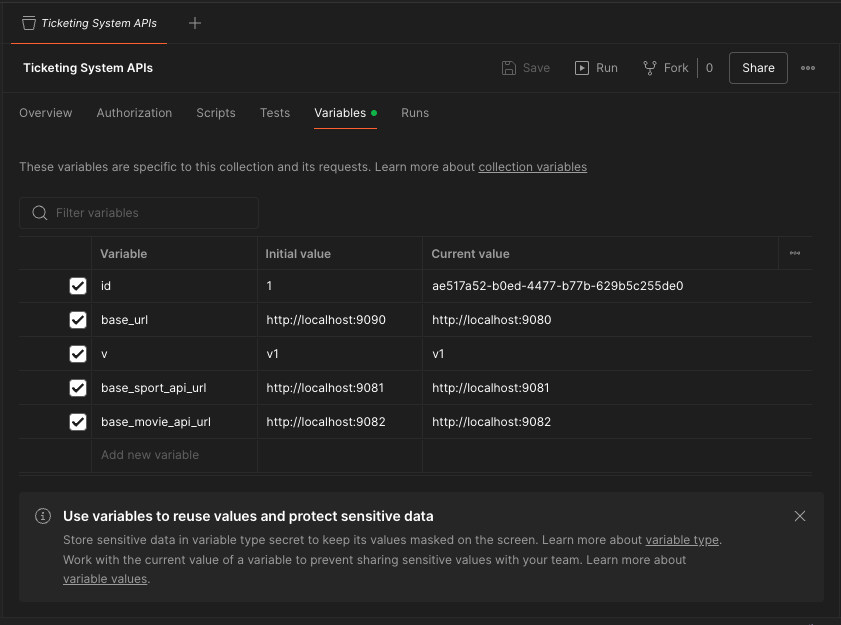 Ticketing System APIs
Ticketing System APIs Save Run Fork 0 Share
Overview Authorization Scripts Tests Variables Runs
These variables are specific to this collection and its requests. Learn more about collection variables
Filter variables
Variable Initial value Current value
id 1 ae517a52-b0ed-4477-b77b-629b5c255de0
base_url http://localhost:9090 http://localhost:9080
v v1 v1
base_sport_api_url http://localhost:9081 http://localhost:9081
base_movie_api_url http://localhost:9082 http://localhost:9082
Add new variable
Use variables to reuse values and protect sensitive data
Store sensitive data in variable type secret to keep its values masked on the screen. Learn more about variable type.
Work with the current value of a variable to prevent sharing sensitive values with your team. Learn more about
variable values.